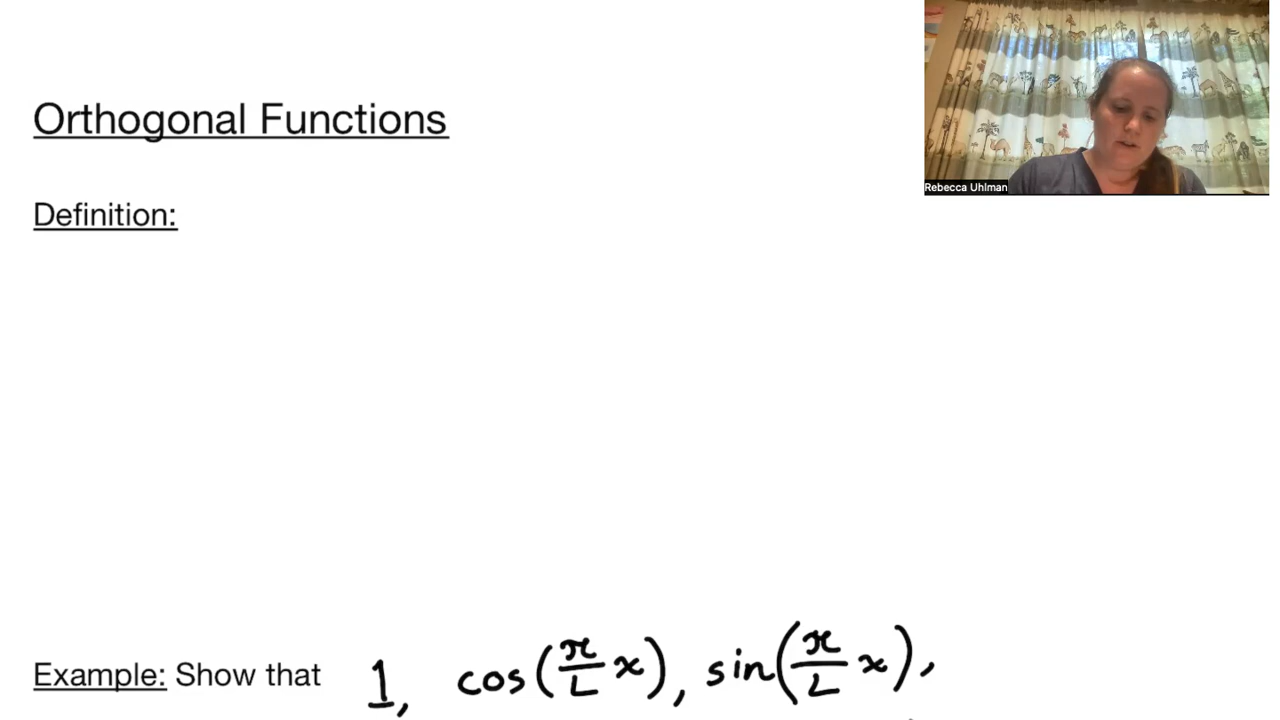 Orthogonal Functions
Rebecca Uhlman
Definition:
Example: Show that 1, cos(π/L x), sin(π/L x),